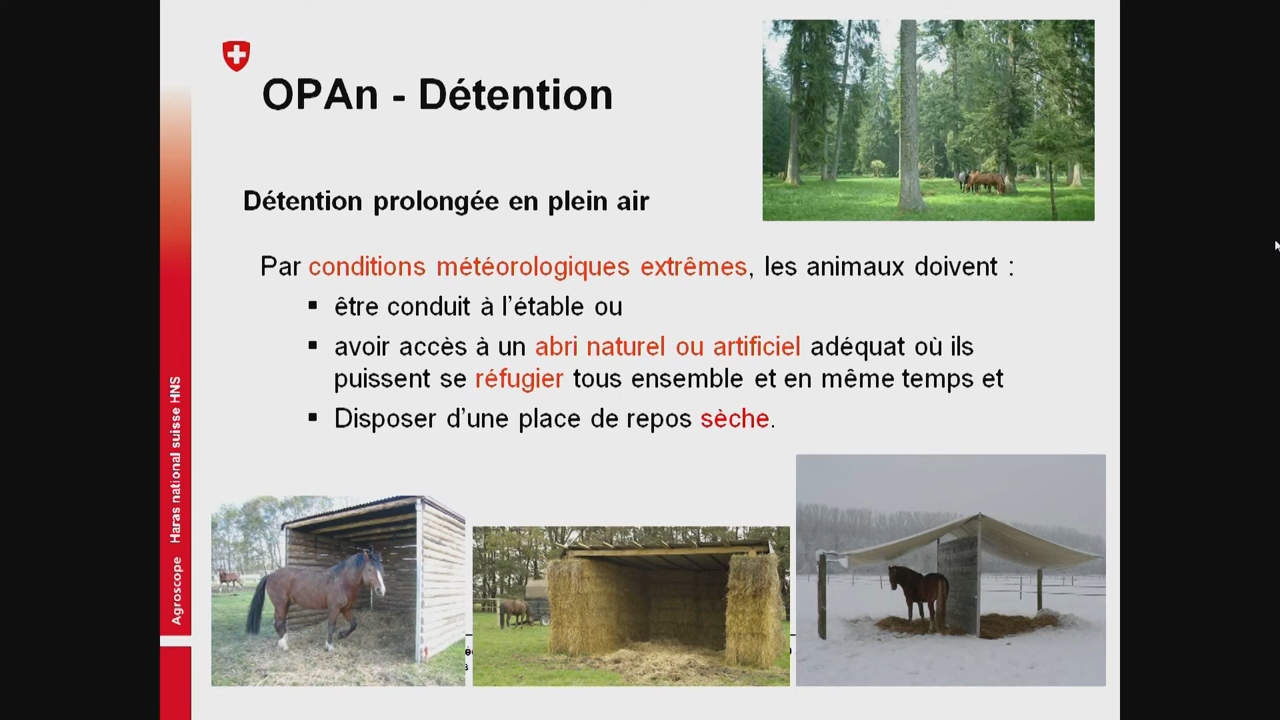 OPAn - Détention
Détention prolongée en plein air
Par conditions météorologiques extrêmes, les animaux doivent :
▪ être conduit à l'étable ou
▪ avoir accès à un abri naturel ou artificiel adéquat où ils
puissent se réfugier tous ensemble et en même temps et
▪ Disposer d'une place de repos sèche.
Agroscope Haras national suisse HNS